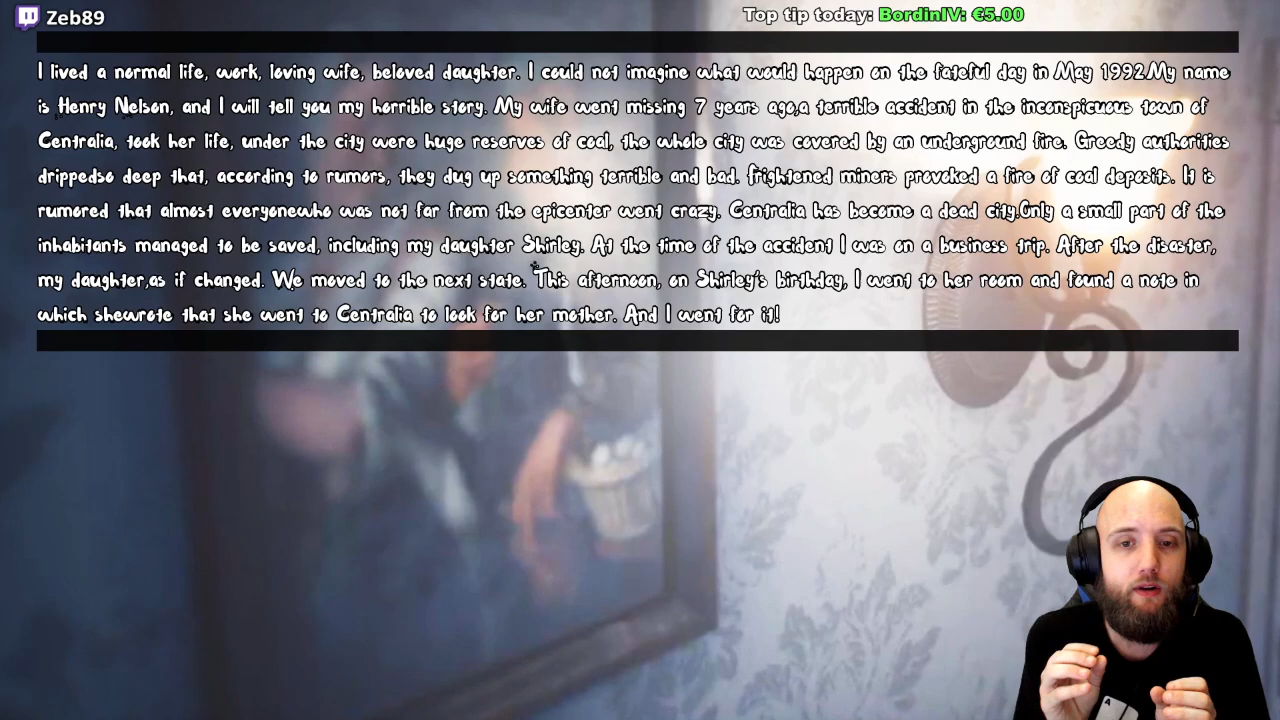 Zeb89
Top tip today: BordinIV: €5.00
I lived a normal life, work, loving wife, beloved daughter. I could not imagine what would happen on the fateful day in May 1992.My name
is Henry Nelson, and I will tell you my horrible story. My wife went missing 7 years ago,a terrible accident in the inconspicuous town of
Centralia, took her life, under the city were huge reserves of coal, the whole city was covered by an underground fire. Greedy authorities
drippedso deep that, according to rumors, they dug up something terrible and bad. frightened miners provoked a fire of coal deposits. It is
rumored that almost everyonewho was not far from the epicenter went crazy. Centralia has become a dead city.Only a small part of the
inhabitants managed to be saved, including my daughter Shirley. At the time of the accident I was on a business trip. After the disaster,
my daughter,as if changed. We moved to the next state. This afternoon, on Shirley's birthday, I went to her room and found a note in
which shewrote that she went to Centralia to look for her mother. And I went for it!
A